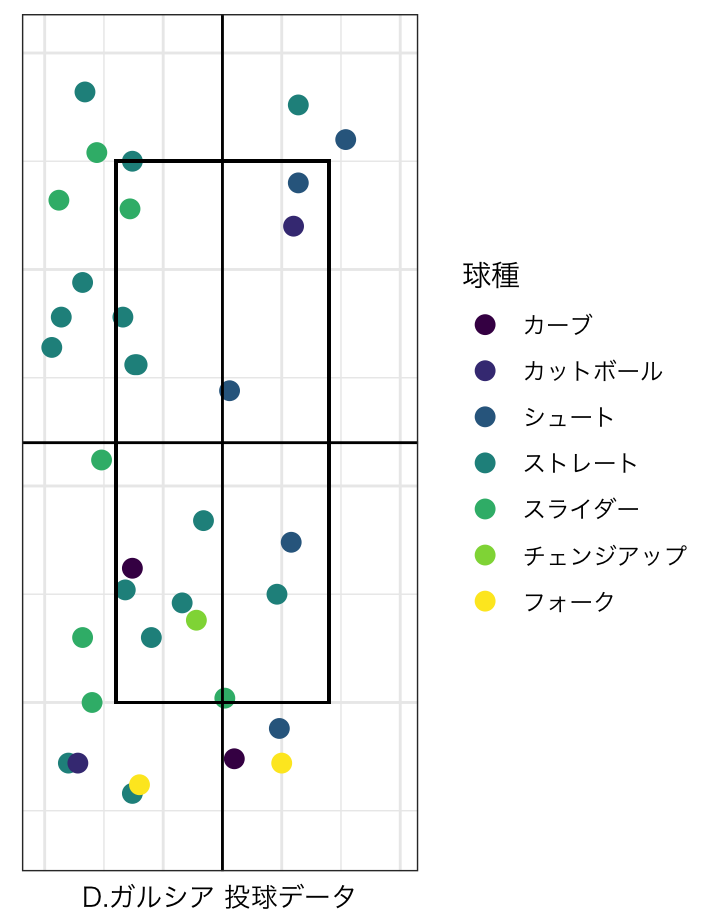 球種
カーブ
カットボール
シュート
ストレート
スライダー
チェンジアップ
フォーク
D.ガルシア 投球データ